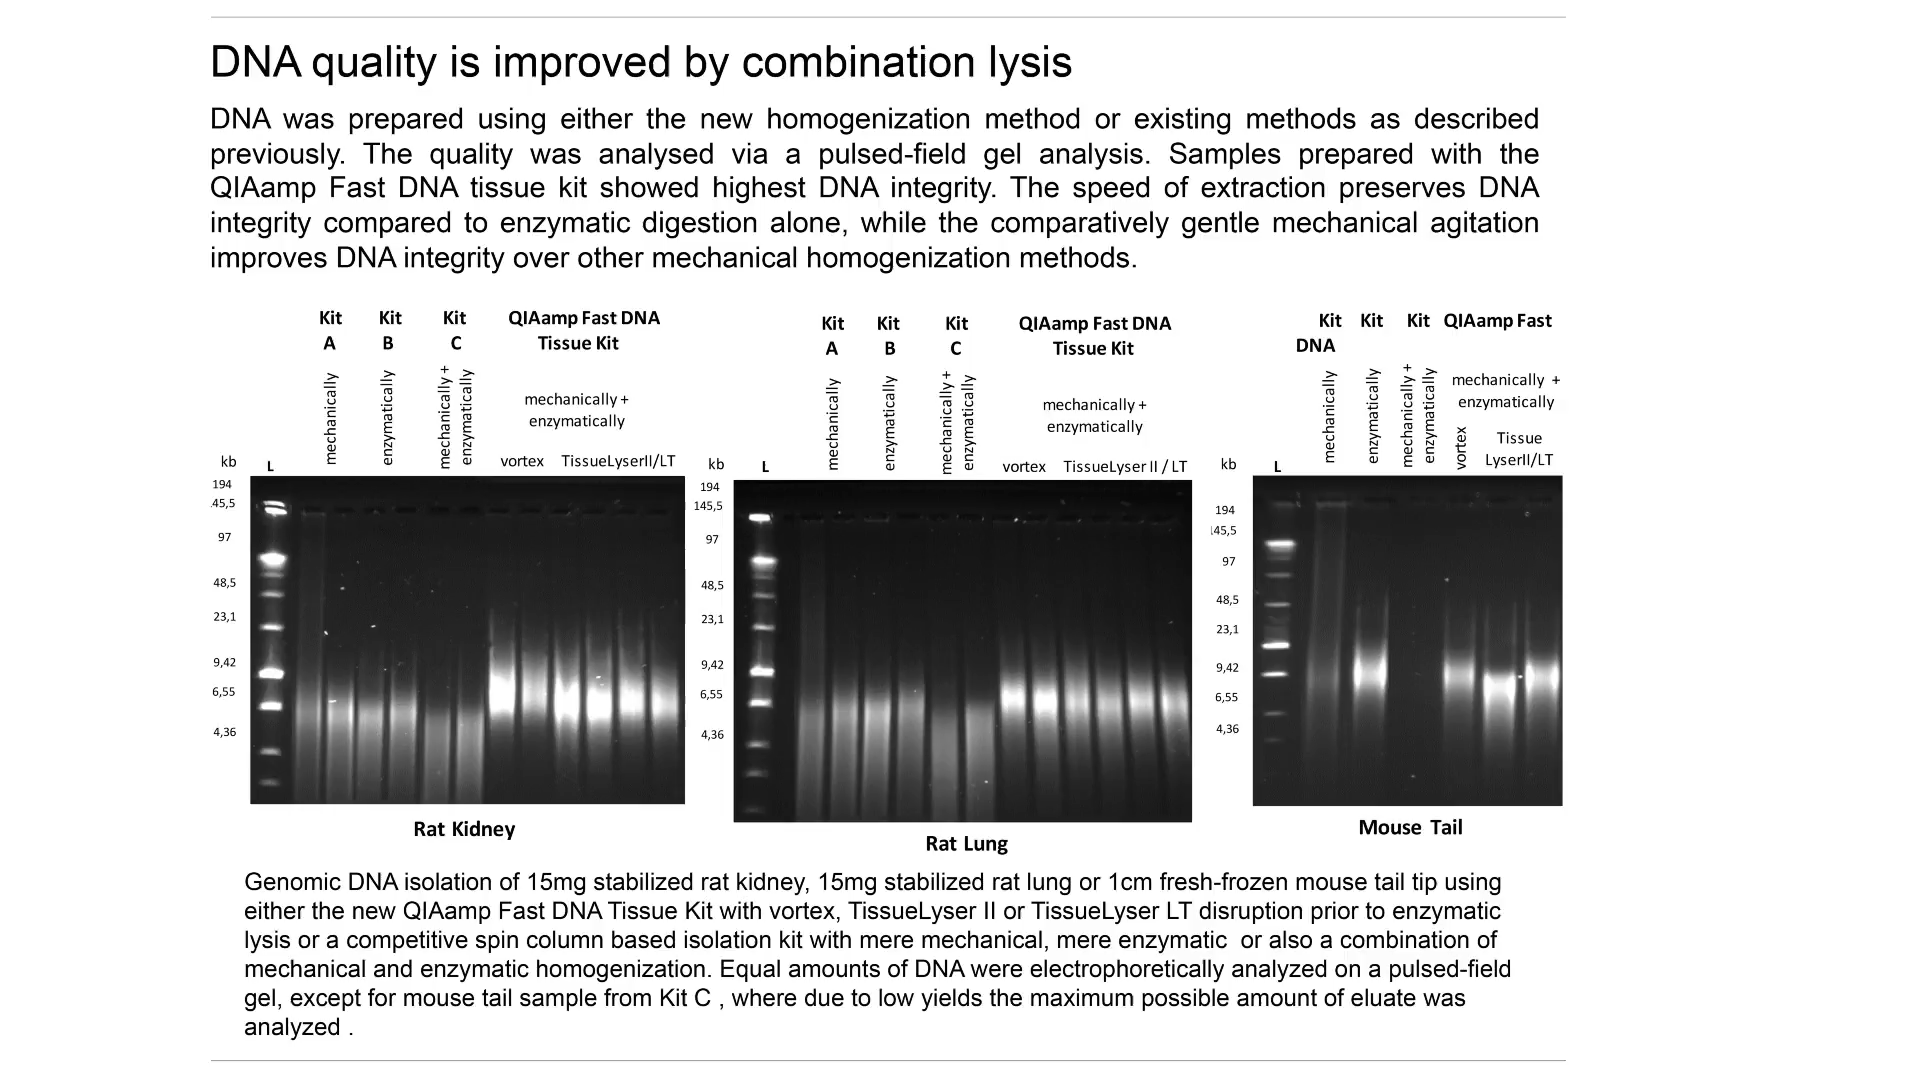 DNA quality is improved by combination lysis
DNA was prepared using either the new homogenization method or existing methods as described
previously. The quality was analysed via a pulsed-field gel analysis. Samples prepared with the
QIAamp Fast DNA tissue kit showed highest DNA integrity. The speed of extraction preserves DNA
integrity compared to enzymatic digestion alone, while the comparatively gentle mechanical agitation
improves DNA integrity over other mechanical homogenization methods.
Kit Kit Kit QIAamp Fast DNA
A B C Tissue Kit
mechanically
enzymatically
mechanically +
enzymatically
mechanically +
enzymatically
vortex TissueLyserII/LT
kb
L
194
45,5
97
48,5
23,1
9,42
6,55
4,36
Rat Kidney
Kit Kit Kit QIAamp Fast DNA
A B C Tissue Kit
mechanically
enzymatically
mechanically +
enzymatically
mechanically +
enzymatically
vortex TissueLyser II / LT
kb
L
194
145,5
97
48,5
23,1
9,42
6,55
4,36
Rat Lung
Kit Kit Kit QIAamp Fast
DNA
mechanically
enzymatically
mechanically +
enzymatically
mechanically +
enzymatically
vortex
Tissue
LyserII/LT
kb
L
194
145,5
97
48,5
23,1
9,42
6,55
4,36
Mouse Tail
Genomic DNA isolation of 15mg stabilized rat kidney, 15mg stabilized rat lung or 1cm fresh-frozen mouse tail tip using
either the new QIAamp Fast DNA Tissue Kit with vortex, TissueLyser II or TissueLyser LT disruption prior to enzymatic
lysis or a competitive spin column based isolation kit with mere mechanical, mere enzymatic or also a combination of
mechanical and enzymatic homogenization. Equal amounts of DNA were electrophoretically analyzed on a pulsed-field
gel, except for mouse tail sample from Kit C , where due to low yields the maximum possible amount of eluate was
analyzed .